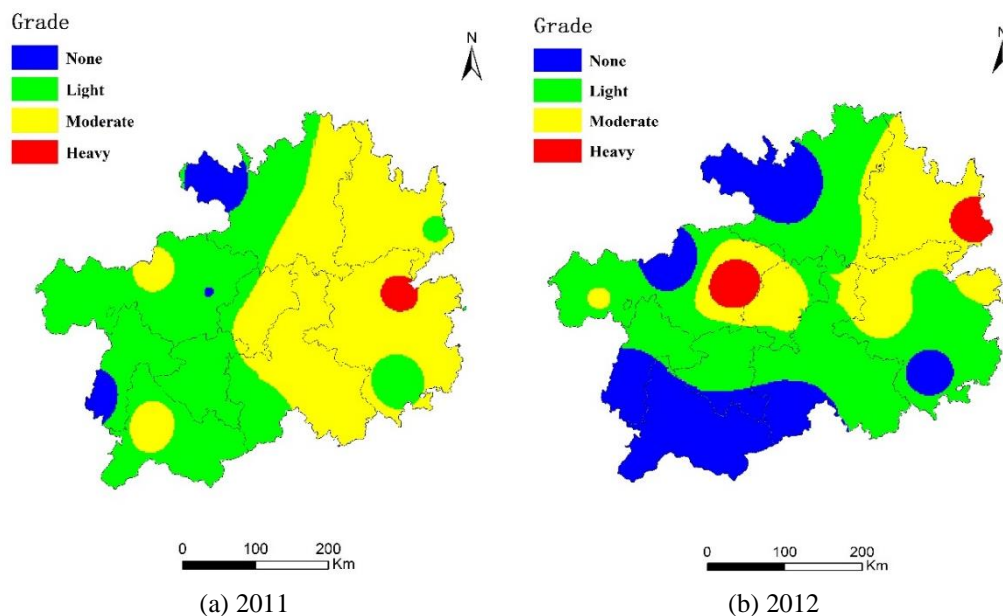 Grade
None
Light
Moderate
Heavy
N
0 100 200
Km
(a) 2011
Grade
None
Light
Moderate
Heavy
N
0 100 200
Km
(b) 2012